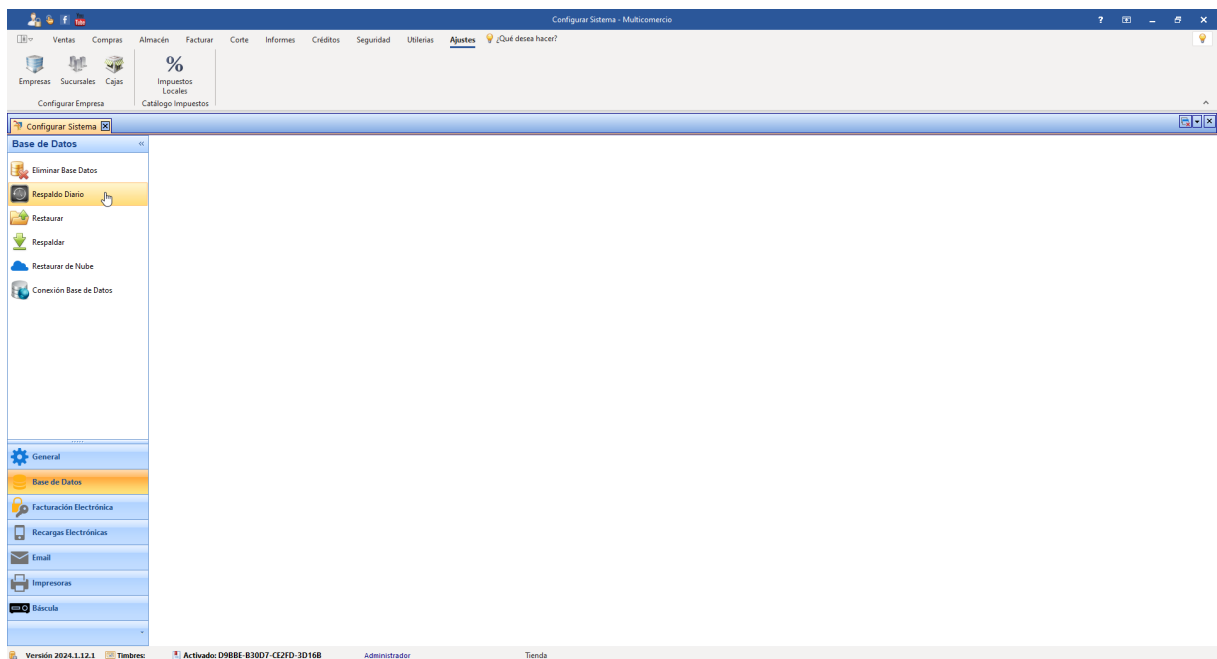 You Tube
Configurar Sistema - Multicomercio
?
Ventas Compras Almacén Facturar Corte Informes Créditos Seguridad Utilerias Ajustes ¿Qué desea hacer?
Empresas Sucursales Cajas
Impuestos
Locales
Configurar Empresa
Catálogo Impuestos
Configurar Sistema
Base de Datos
Eliminar Base Datos
Respaldo Diario
Restaurar
Respaldar
Restaurar de Nube
Conexión Base de Datos
General
Base de Datos
Facturación Electrónica
Recargas Electrónicas
Email
Impresoras
Báscula
Versión 2024.1.12.1 Timbres: Activado: D9BBE-B30D7-CE2FD-3D16B Administrador Tienda